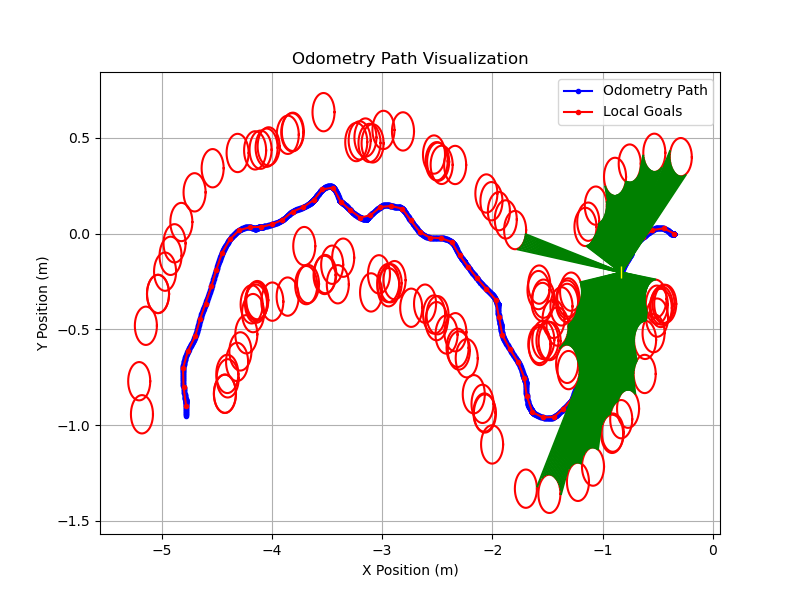 Odometry Path Visualization
Odometry Path
Local Goals
Y Position (m)
0.5
0.0
−0.5
−1.0
−1.5
−5
−4
−3
−2
−1
0
X Position (m)